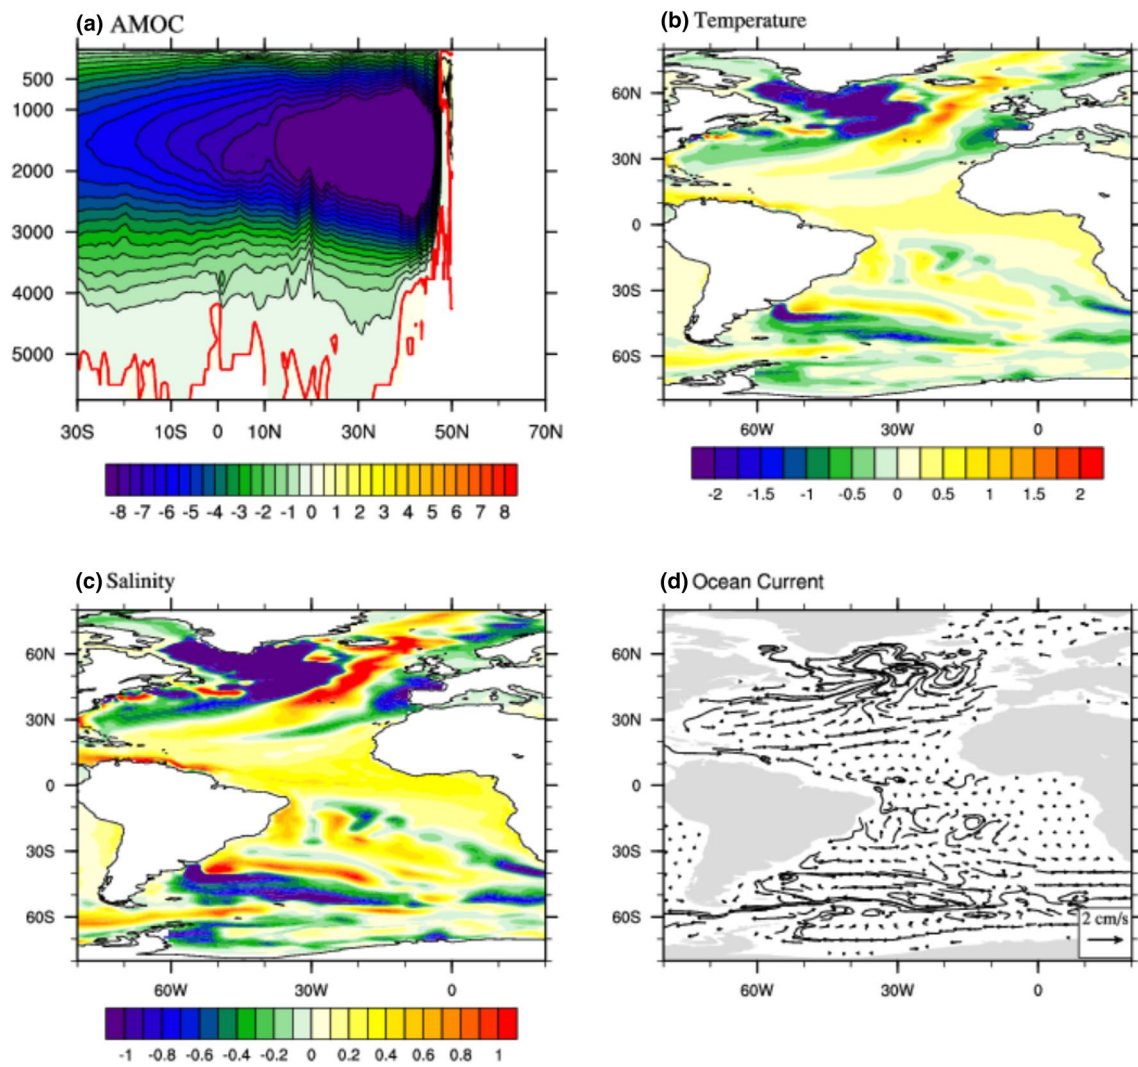 (a) AMOC
500
1000
2000
3000
4000
5000
30S 10S 0 10N 30N 50N 70N
-8 -7 -6 -5 -4 -3 -2 -1 0 1 2 3 4 5 6 7 8
(b) Temperature
60N
30N
0
30S
60S
60W 30W 0
-2 -1.5 -1 -0.5 0 0.5 1 1.5 2
(c) Salinity
60N
30N
0
30S
60S
60W 30W 0
-1 -0.8 -0.6 -0.4 -0.2 0 0.2 0.4 0.6 0.8 1
(d) Ocean Current
60N
30N
0
30S
60S
2 cm/s
60W 30W 0